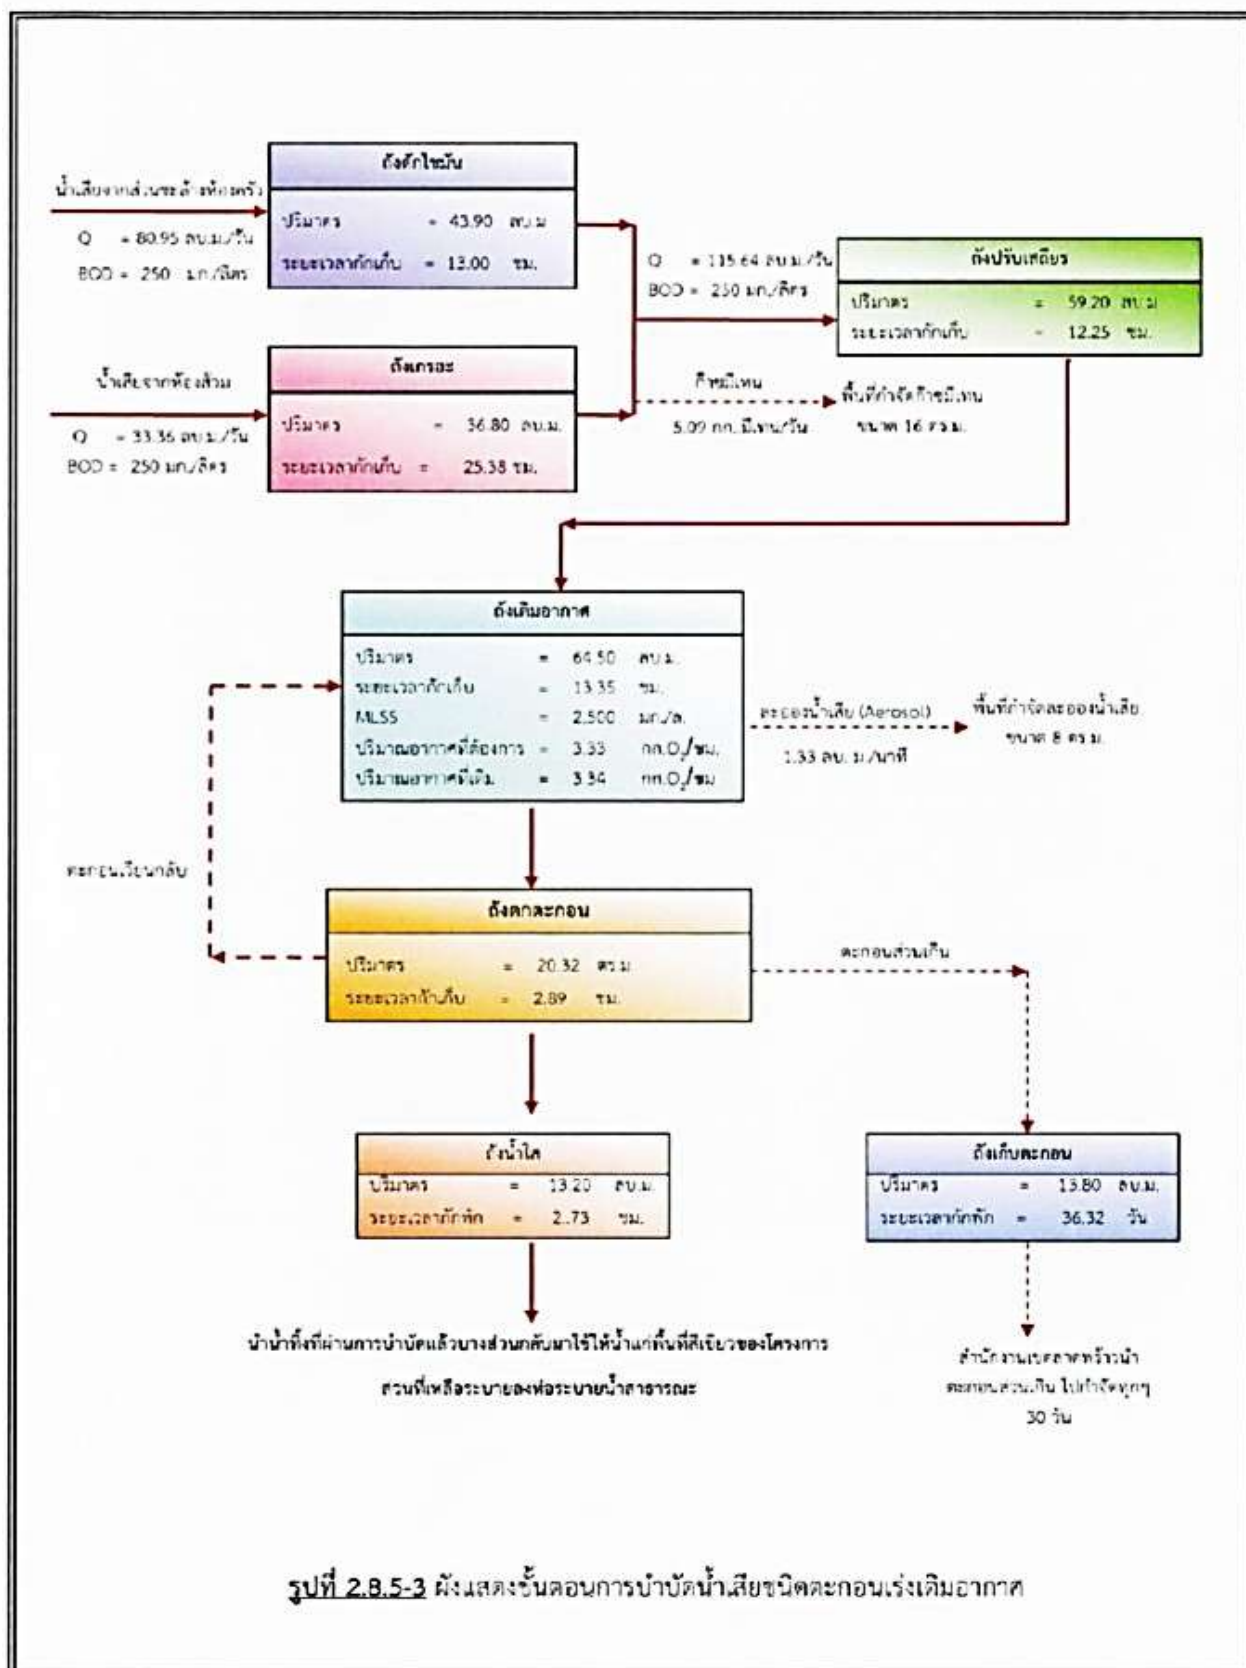 ถังดักไขมัน
น้ำเสียจากส่วนชะล้างห้องครัว
ปริมาตร = 43.90 ลบ.ม
ระยะเวลากักเก็บ = 13.00 ชม.
Q = 80.95 ลบ.ม./วัน
BOD = 250 มก./ลิตร
Q = 115.64 ลบ.ม./วัน
BOD = 250 มก./ลิตร
ถังปรับเสถียร
ปริมาตร = 59.20 ลบ.ม
ระยะเวลากักเก็บ = 12.25 ชม.
ถังเกรอะ
น้ำเสียจากห้องส้วม
ปริมาตร = 36.80 ลบ.ม.
ระยะเวลากักเก็บ = 25.38 ชม.
Q = 33.36 ลบ.ม./วัน
BOD = 250 มก./ลิตร
ก๊าซมีเทน
5.09 กก. มีเทน/วัน
พื้นที่กำจัดก๊าซมีเทน
ขนาด 16 ตร.ม.
ถังเติมอากาศ
ปริมาตร = 64.50 ลบ.ม.
ระยะเวลากักเก็บ = 13.35 ชม.
MLSS = 2,500 มก./ล.
ปริมาณอากาศที่ต้องการ = 3.33 กก.O₂/ชม.
ปริมาณอากาศที่เติม = 3.34 กก.O₂/ชม
ละอองน้ำเสีย (Aerosol)
1.33 ลบ. ม./นาที
พื้นที่กำจัดละอองน้ำเสีย
ขนาด 8 ตร.ม.
ตะกอนเวียนกลับ
ถังตกตะกอน
ปริมาตร = 20.32 ตร.ม
ระยะเวลากักเก็บ = 2.89 ชม.
ตะกอนส่วนเกิน
ถังน้ำใส
ปริมาตร = 13.20 ลบ.ม.
ระยะเวลากักพัก = 2.73 ชม.
ถังเก็บตะกอน
ปริมาตร = 13.80 ลบ.ม.
ระยะเวลากักพัก = 36.32 วัน
นำน้ำทิ้งที่ผ่านการบำบัดแล้วบางส่วนกลับมาใช้ให้น้ำแก่พื้นที่สีเขียวของโครงการ
ส่วนที่เหลือระบายลงท่อระบายน้ำสาธารณะ
สำนักงานเขตลาดพร้าวนำ
ตะกอนส่วนเกิน ไปกำจัดทุกๆ
30 วัน
รูปที่ 2.8.5-3 ผังแสดงขั้นตอนการบำบัดน้ำเสียชนิดตะกอนเร่งเติมอากาศ